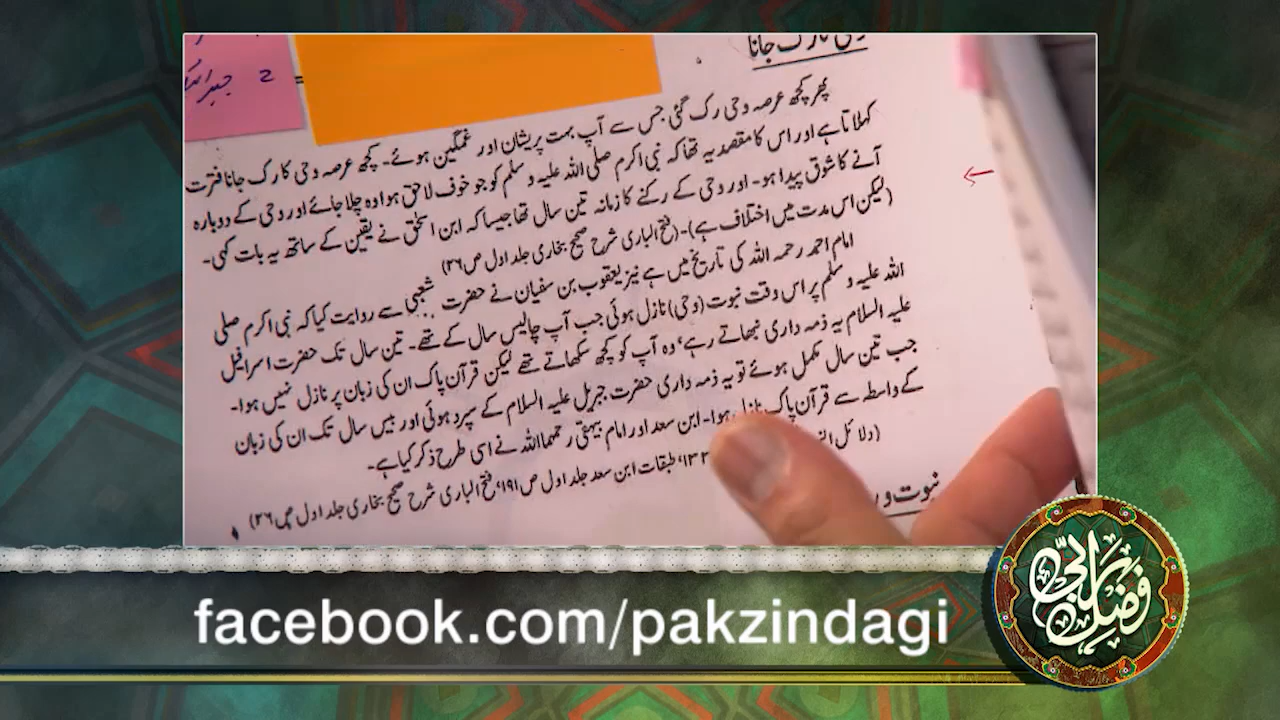 کا رک جانا
2 جبرائیل
پھر کچھ عرصہ وحی رک گئی جس سے آپ بہت پریشان اور غمگین ہوئے۔ کچھ عرصہ وحی کا رک جانا فترت
کہلاتا ہے اور اس کا مقصد یہ تھا کہ نبی اکرم صلی اللہ علیہ و سلم کو جو خوف لاحق ہوا وہ چلا جائے اور وحی کے دوبارہ
آنے کا شوق پیدا ہو۔ اور وحی کے رکنے کا زمانہ تین سال تھا جیسا کہ ابن اسحٰق نے یقین کے ساتھ یہ بات کہی۔
(لیکن اس مدت میں اختلاف ہے)۔ (فتح الباری شرح صحیح بخاری جلد اول ص ۳۶)
امام احمد رحمہ اللہ کی تاریخ میں ہے نیز یعقوب بن سفیان نے حضرت شعبی سے روایت کیا کہ نبی اکرم صلی
اللہ علیہ و سلم پر اس وقت نبوت (وحی) نازل ہوئی جب آپ چالیس سال کے تھے۔ تین سال تک حضرت اسرافیل
علیہ السلام یہ ذمہ داری نبھاتے رہے‘ وہ آپ کو کچھ سکھاتے تھے لیکن قرآن پاک ان کی زبان پر نازل نہیں ہوا۔
جب تین سال مکمل ہوئے تو یہ ذمہ داری حضرت جبریل علیہ السلام کے سپرد ہوئی اور بیس سال تک ان کی زبان
کے واسطہ سے قرآن پاک نازل ہوا۔ ابن سعد اور امام بیہقی رحمہما اللہ نے اسی طرح ذکر کیا ہے۔
(دلائل ۱۳۲‘ طبقات ابن سعد جلد اول ص ۱۹۱‘ فتح الباری شرح صحیح بخاری جلد اول ص ۳۶)
نبوت و
facebook.com/pakzindagi
فضل ربی